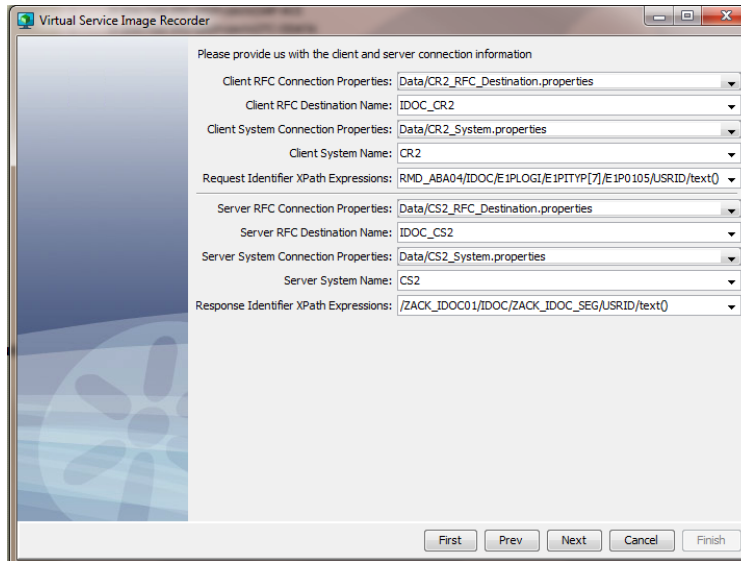 Virtual Service Image Recorder
Please provide us with the client and server connection information
Client RFC Connection Properties: Data/CR2_RFC_Destination.properties
Client RFC Destination Name: IDOC_CR2
Client System Connection Properties: Data/CR2_System.properties
Client System Name: CR2
Request Identifier XPath Expressions: RMD_ABA04/IDOC/E1PLOGI/E1PITYP[7]/E1P0105/USRID/text()
Server RFC Connection Properties: Data/CS2_RFC_Destination.properties
Server RFC Destination Name: IDOC_CS2
Server System Connection Properties: Data/CS2_System.properties
Server System Name: CS2
Response Identifier XPath Expressions: /ZACK_IDOC01/IDOC/ZACK_IDOC_SEG/USRID/text()
First Prev Next Cancel Finish